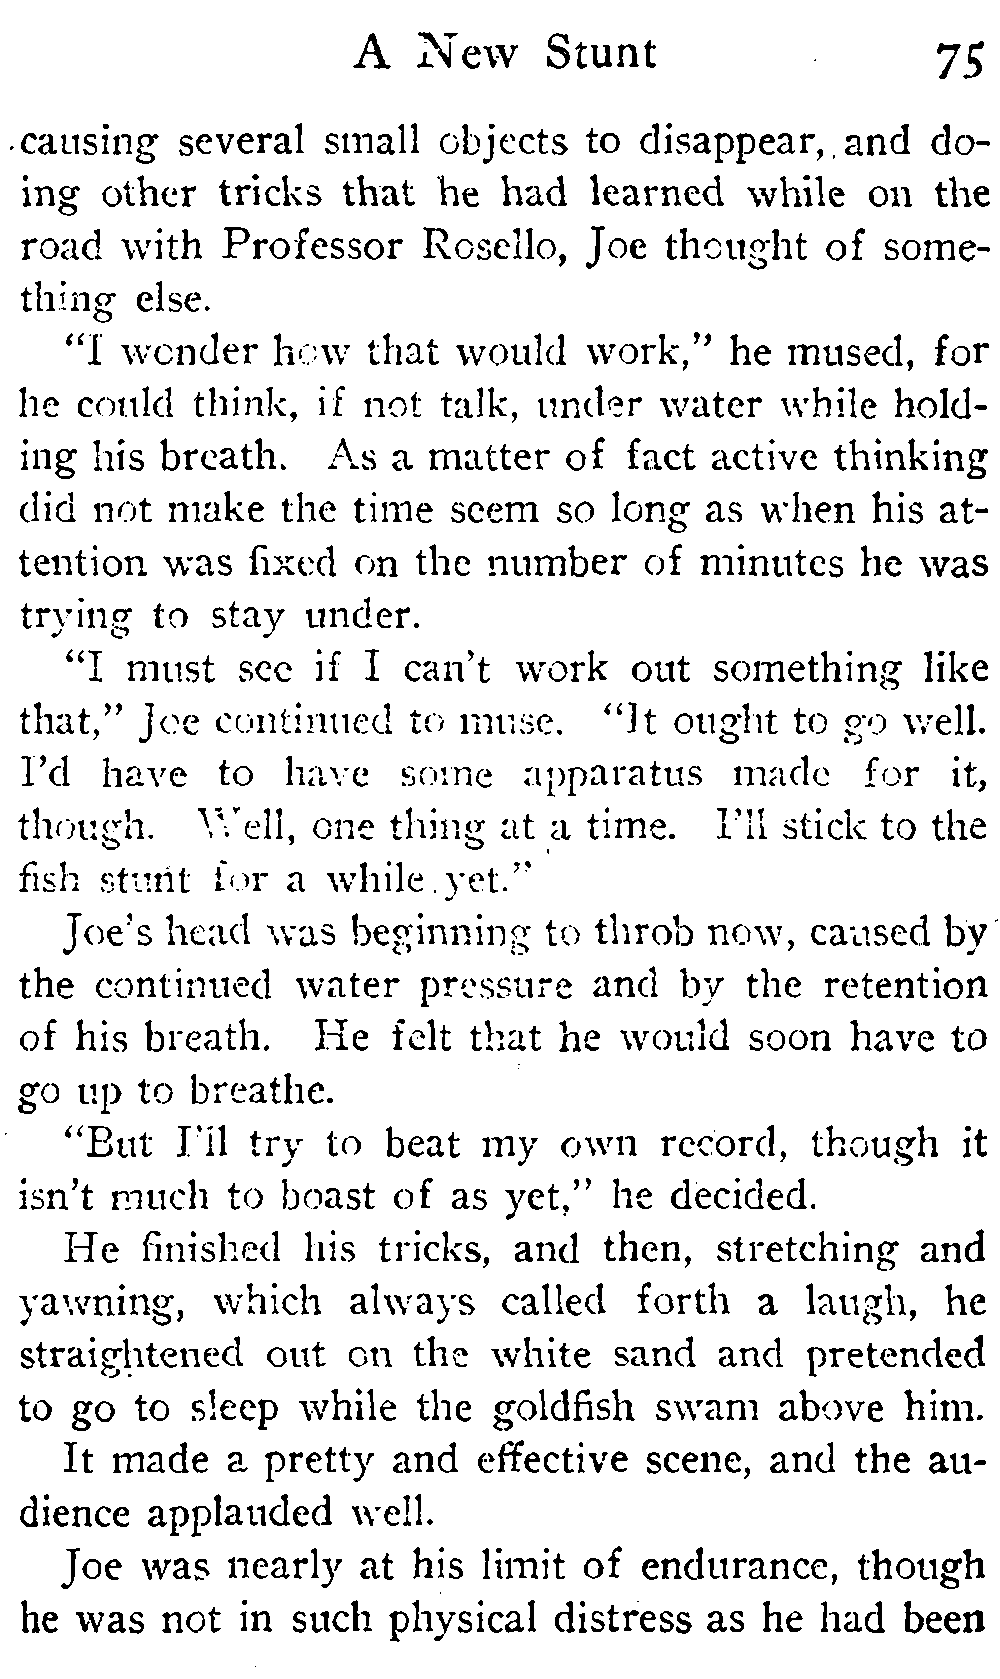 A New Stunt 75
causing several small objects to disappear, and do-
ing other tricks that he had learned while on the
road with Professor Rosello, Joe thought of some-
thing else.
"I wonder how that would work," he mused, for
he could think, if not talk, under water while hold-
ing his breath. As a matter of fact active thinking
did not make the time seem so long as when his at-
tention was fixed on the number of minutes he was
trying to stay under.
"I must see if I can't work out something like
that," Joe continued to muse. "It ought to go well.
I'd have to have some apparatus made for it,
though. Well, one thing at a time. I'll stick to the
fish stunt for a while yet."
Joe's head was beginning to throb now, caused by
the continued water pressure and by the retention
of his breath. He felt that he would soon have to
go up to breathe.
"But I'll try to beat my own record, though it
isn't much to boast of as yet," he decided.
He finished his tricks, and then, stretching and
yawning, which always called forth a laugh, he
straightened out on the white sand and pretended
to go to sleep while the goldfish swam above him.
It made a pretty and effective scene, and the au-
dience applauded well.
Joe was nearly at his limit of endurance, though
he was not in such physical distress as he had been